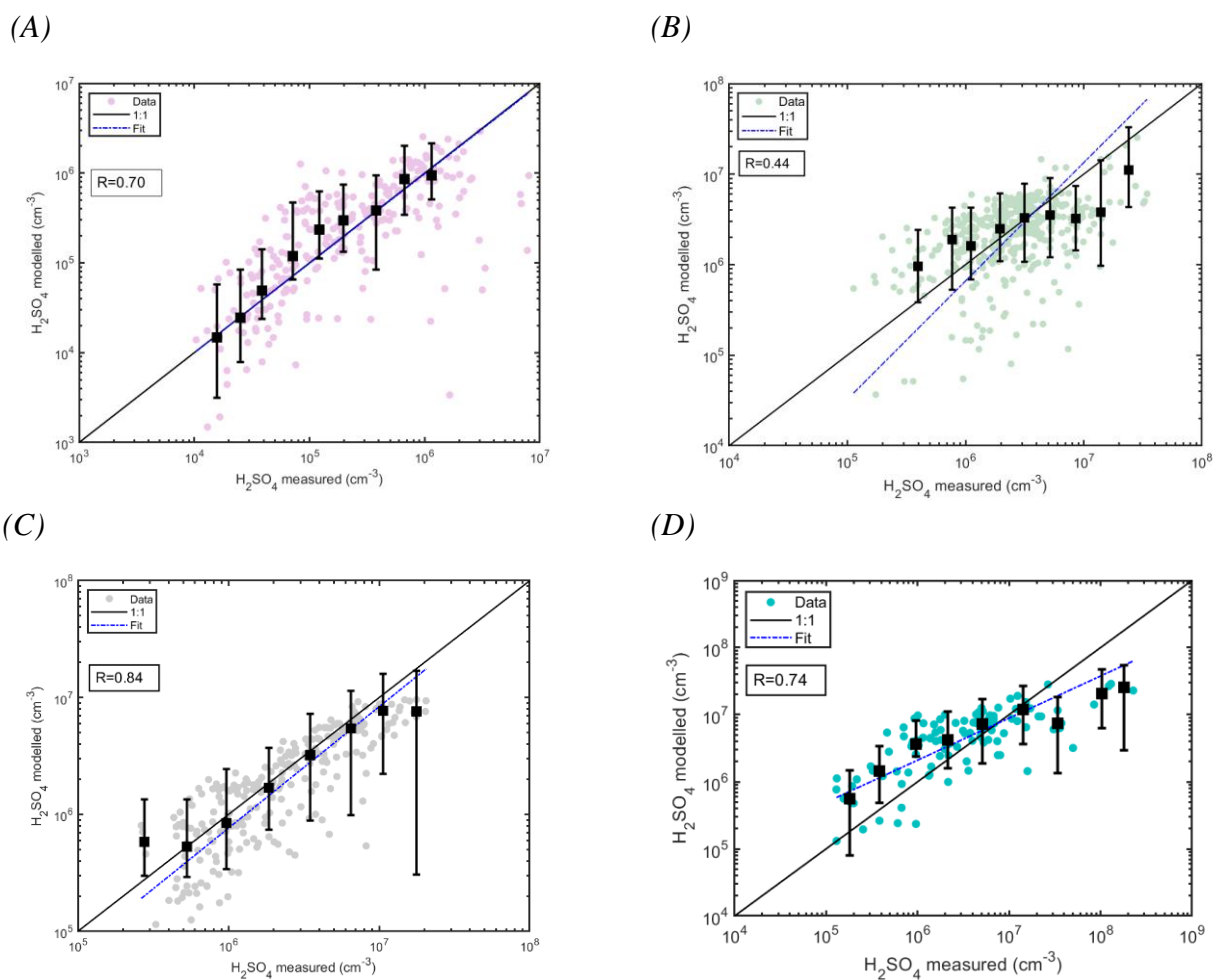 (A)
(B)
10^7
10^6
10^5
10^4
10^3
H2SO4 modelled (cm^-3)
Data
1:1
Fit
R=0.70
10^3
10^4
10^5
10^6
10^7
H2SO4 measured (cm^-3)
10^8
10^7
10^6
10^5
10^4
H2SO4 modelled (cm^-3)
Data
1:1
Fit
R=0.44
10^4
10^5
10^6
10^7
10^8
H2SO4 measured (cm^-3)
(C)
(D)
10^8
10^7
10^6
10^5
H2SO4 modelled (cm^-3)
Data
1:1
Fit
R=0.84
10^5
10^6
10^7
10^8
H2SO4 measured (cm^-3)
10^9
10^8
10^7
10^6
10^5
10^4
H2SO4 modelled (cm^-3)
Data
1:1
Fit
R=0.74
10^4
10^5
10^6
10^7
10^8
10^9
H2SO4 measured (cm^-3)